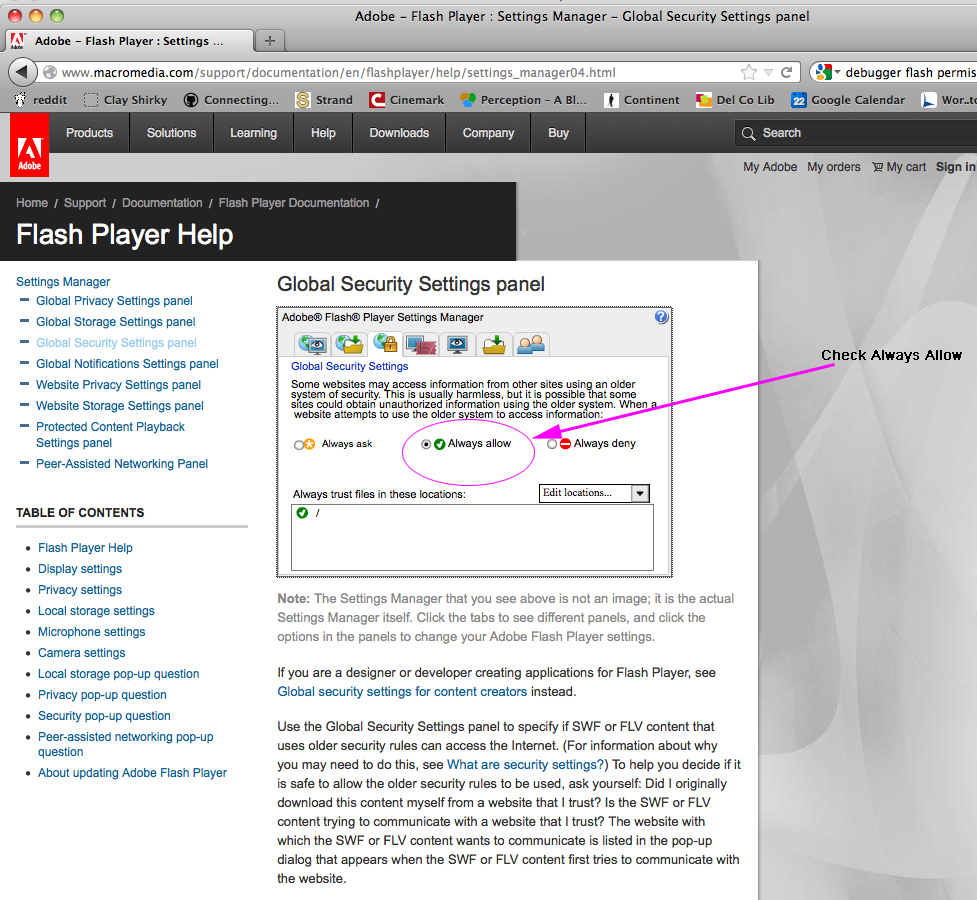 Adobe – Flash Player : Settings Manager – Global Security Settings panel
Adobe – Flash Player : Settings ...
www.macromedia.com/support/documentation/en/flashplayer/help/settings_manager04.html
debugger flash permis
reddit
Clay Shirky
Connecting...
Strand
Cinemark
Perception – A Bl...
Continent
Del Co Lib
22 Google Calendar
Wor..to
Adobe
Products
Solutions
Learning
Help
Downloads
Company
Buy
Search
My Adobe
My orders
My cart
Sign in
Home / Support / Documentation / Flash Player Documentation /
Flash Player Help
Settings Manager
Global Privacy Settings panel
Global Storage Settings panel
Global Security Settings panel
Global Notifications Settings panel
Website Privacy Settings panel
Website Storage Settings panel
Protected Content Playback
Settings panel
Peer-Assisted Networking Panel
TABLE OF CONTENTS
Flash Player Help
Display settings
Privacy settings
Local storage settings
Microphone settings
Camera settings
Local storage pop-up question
Privacy pop-up question
Security pop-up question
Peer-assisted networking pop-up
question
About updating Adobe Flash Player
Global Security Settings panel
Adobe® Flash® Player Settings Manager
?
Global Security Settings
Some websites may access information from other sites using an older
system of security. This is usually harmless, but it is possible that some
sites could obtain unauthorized information using the older system. When a
website attempts to use the older system to access information:
Always ask
Always allow
Always deny
Always trust files in these locations:
Edit locations...
/
Check Always Allow
Note: The Settings Manager that you see above is not an image; it is the actual
Settings Manager itself. Click the tabs to see different panels, and click the
options in the panels to change your Adobe Flash Player settings.
If you are a designer or developer creating applications for Flash Player, see
Global security settings for content creators instead.
Use the Global Security Settings panel to specify if SWF or FLV content that
uses older security rules can access the Internet. (For information about why
you may need to do this, see What are security settings?) To help you decide if it
is safe to allow the older security rules to be used, ask yourself: Did I originally
download this content myself from a website that I trust? Is the SWF or FLV
content trying to communicate with a website that I trust? The website with
which the SWF or FLV content wants to communicate is listed in the pop-up
dialog that appears when the SWF or FLV content first tries to communicate with
the website.